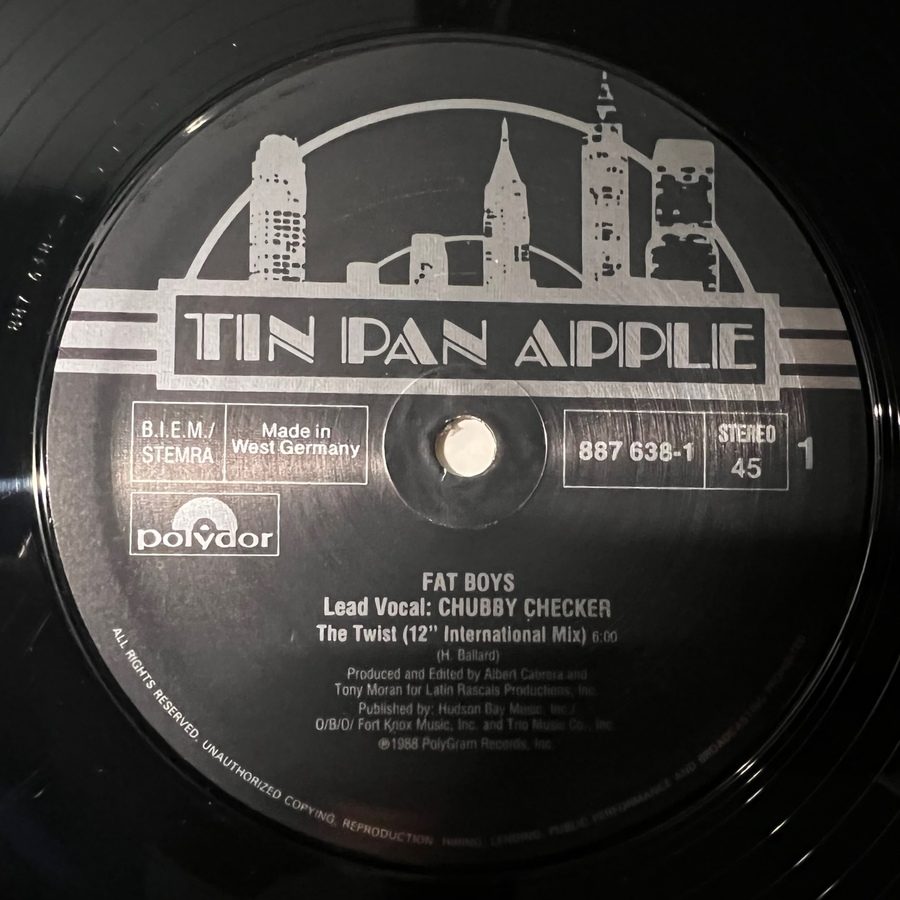 TIN PAN APPLE
B.I.E.M./
STEMRA
Made in
West Germany
887 638-1
STEREO
45
1
polydor
FAT BOYS
Lead Vocal: CHUBBY CHECKER
The Twist (12" International Mix) 6:00
(H. Ballard)
Produced and Edited by Albert Cabrera and
Tony Moran for Latin Rascals Productions, Inc.
Published by: Hudson Bay Music, Inc./
O/B/O/ Fort Knox Music, Inc. and Trio Music Co., Inc.
℗1988 PolyGram Records, Inc.
ALL RIGHTS RESERVED. UNAUTHORIZED COPYING, REPRODUCTION, HIRING, LENDING, PUBLIC PERFORMANCE AND BROADCASTING PROHIBITED